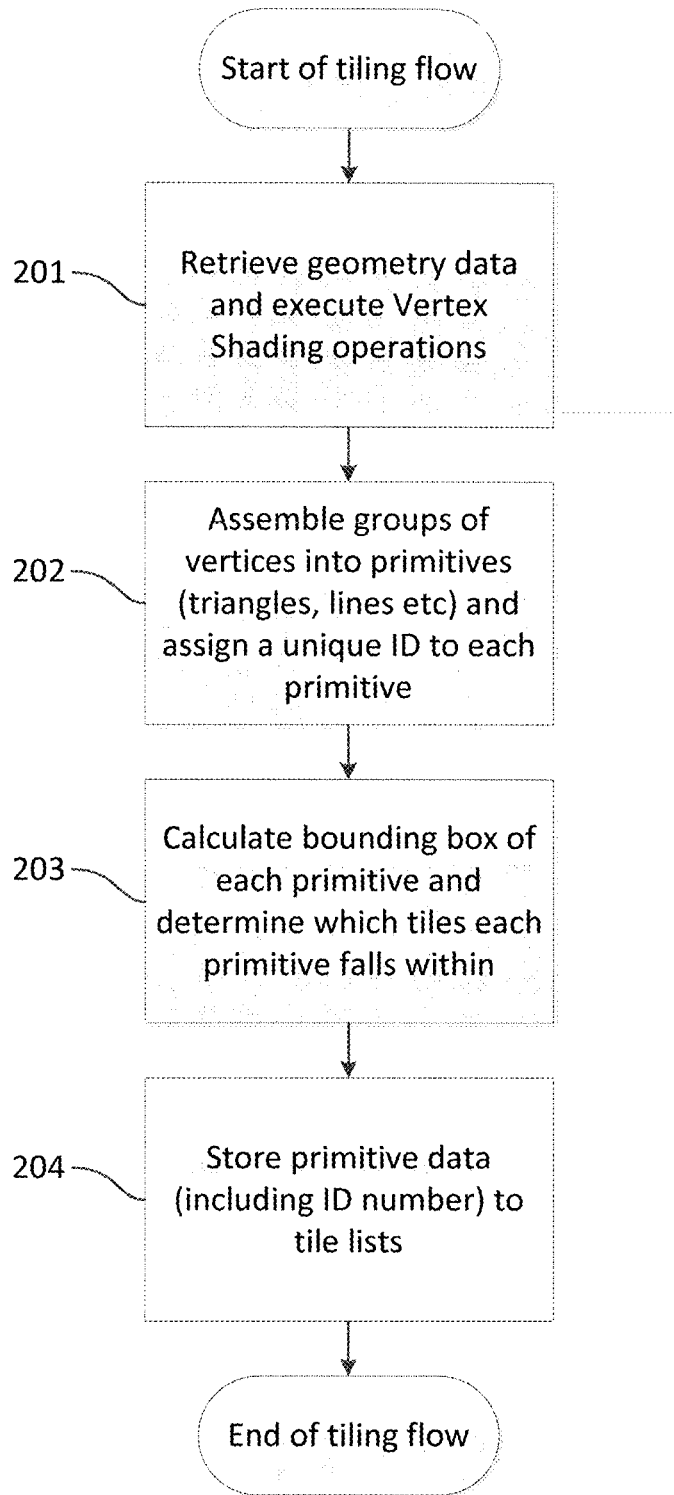 Start of tiling flow
201
Retrieve geometry data
and execute Vertex
Shading operations
202
Assemble groups of
vertices into primitives
(triangles, lines etc) and
assign a unique ID to each
primitive
203
Calculate bounding box of
each primitive and
determine which tiles each
primitive falls within
204
Store primitive data
(including ID number) to
tile lists
End of tiling flow